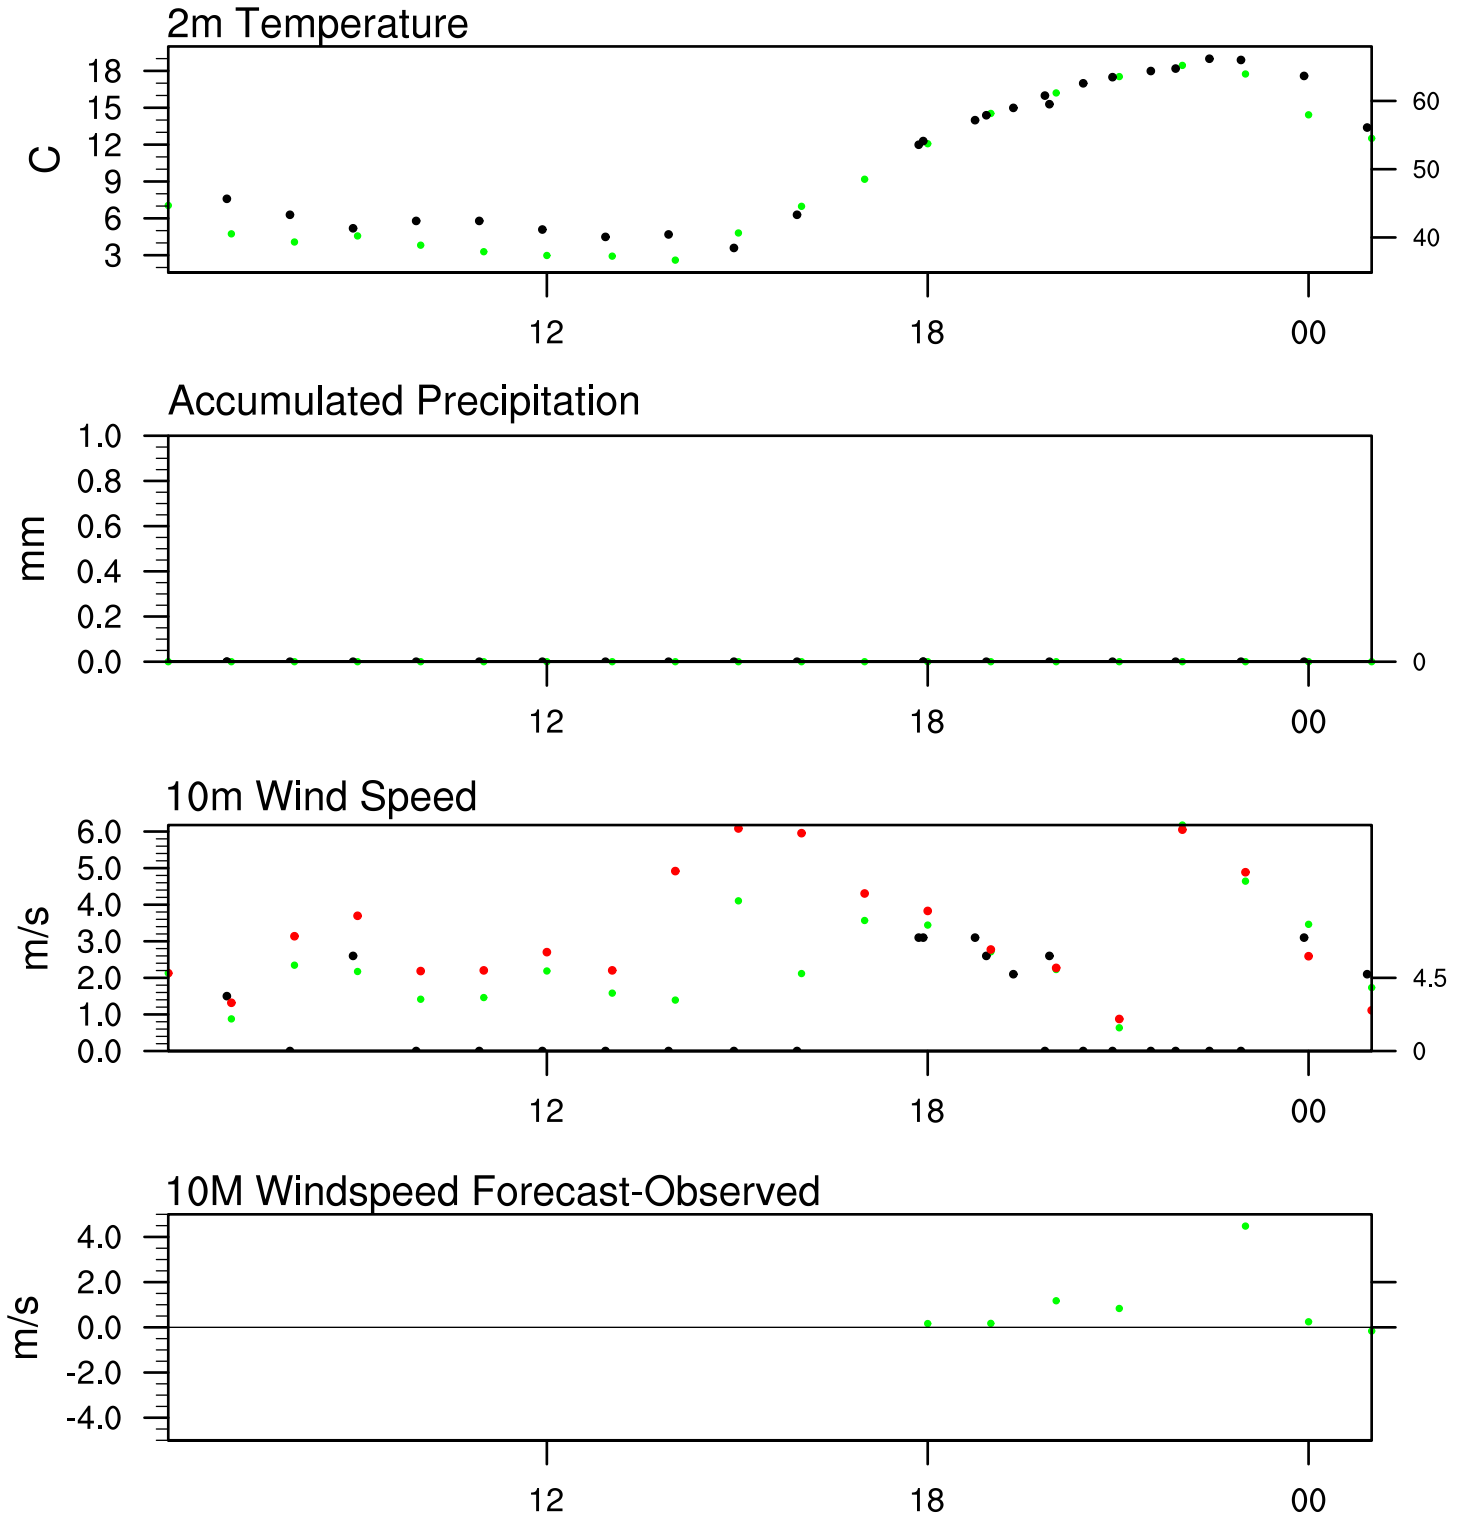 2m Temperature
18
15
12
9
6
3
C
60
50
40
12 18 00
Accumulated Precipitation
1.0
0.8
0.6
0.4
0.2
0.0
mm
0
12 18 00
10m Wind Speed
6.0
5.0
4.0
3.0
2.0
1.0
0.0
m/s
4.5
0
12 18 00
10M Windspeed Forecast-Observed
4.0
2.0
0.0
-2.0
-4.0
m/s
12 18 00